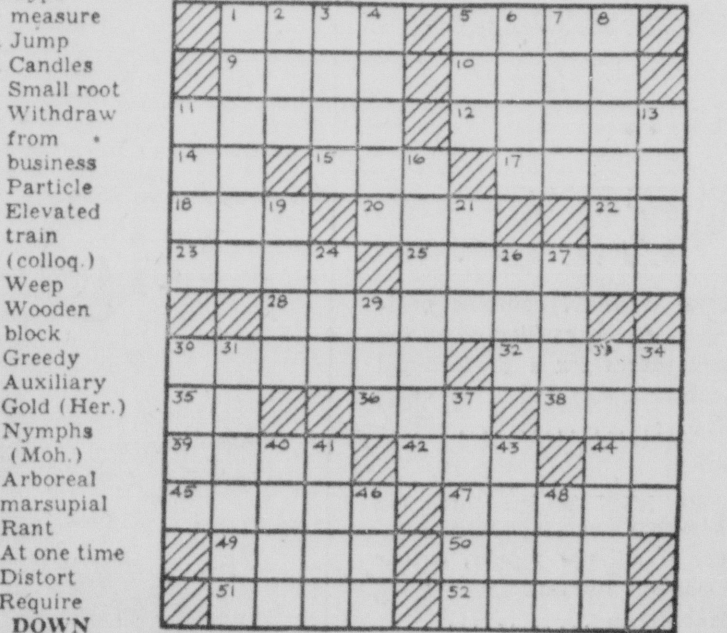 measure
Jump
Candles
Small root
Withdraw
from
business
Particle
Elevated
train
(colloq.)
Weep
Wooden
block
Greedy
Auxiliary
Gold (Her.)
Nymphs
(Moh.)
Arboreal
marsupial
Rant
At one time
Distort
Require
DOWN
1 2 3 4 5 6 7 8
9 10
11 12 13
14 15 16 17
18 19 20 21 22
23 24 25 26 27
28 29
30 31 32 33 34
35 36 37 38
39 40 41 42 43 44
45 46 47 48
49 50
51 52